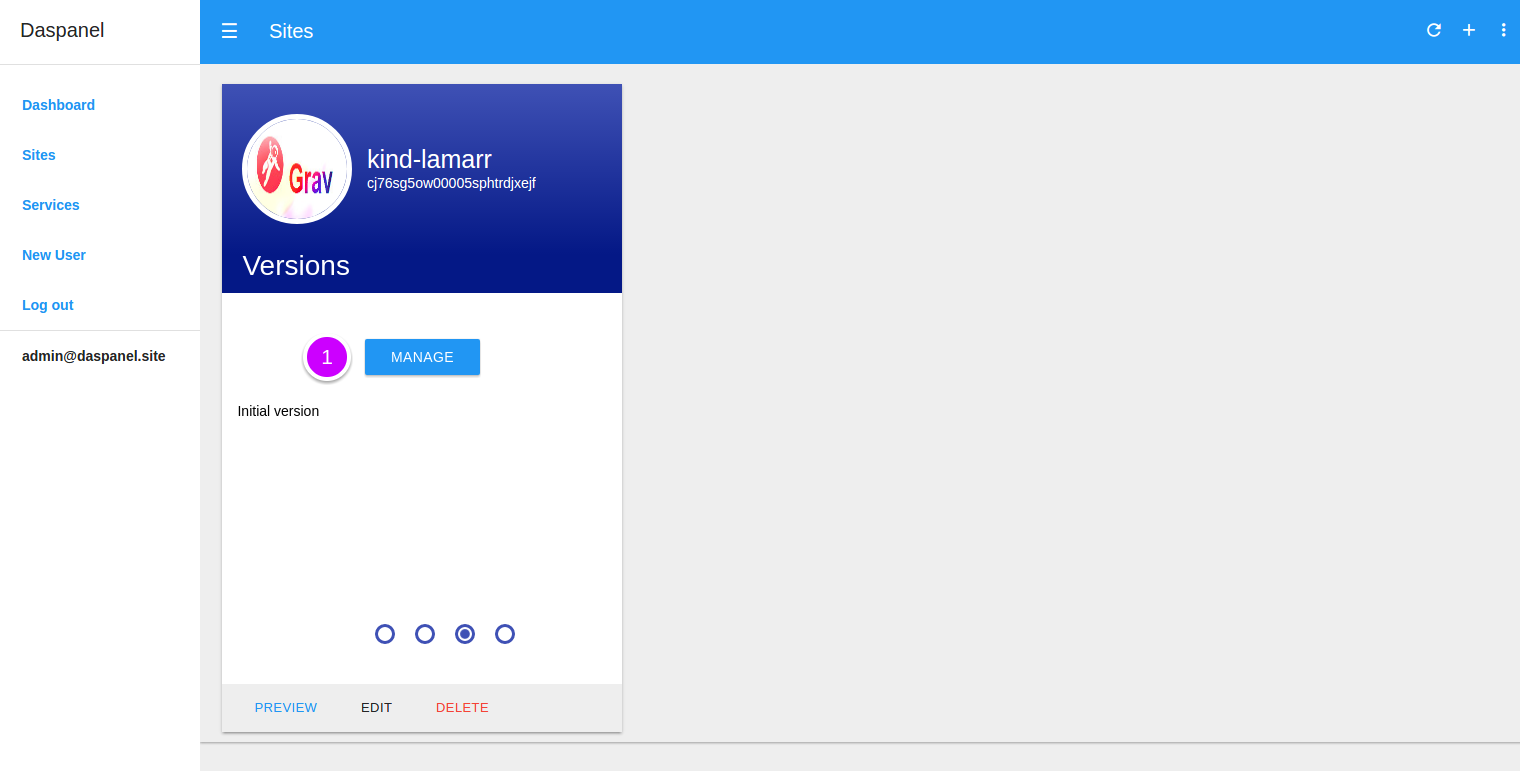 Daspanel
Sites
Dashboard
Sites
Services
New User
Log out
admin@daspanel.site
Grav
kind-lamarr
cj76sg5ow00005sphtrdjxejf
Versions
1
MANAGE
Initial version
PREVIEW EDIT DELETE